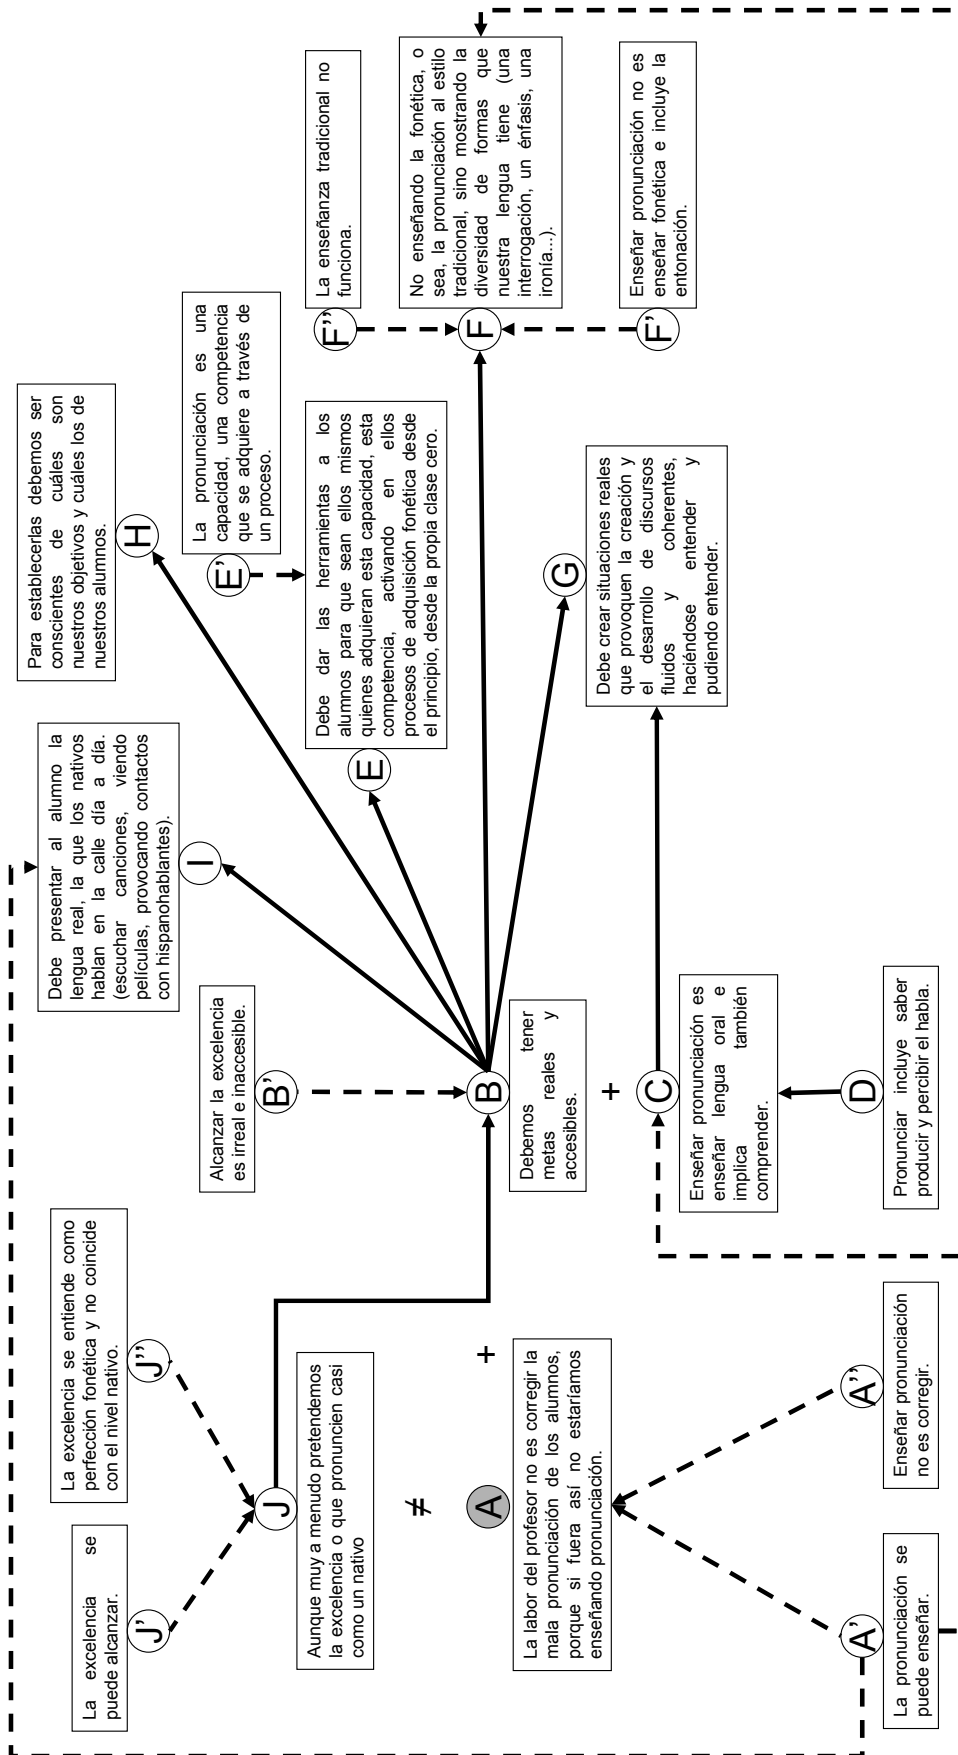 La excelencia se
puede alcanzar.
J'
La excelencia se entiende como
perfección fonética y no coincide
con el nivel nativo.
J''
Debe presentar al alumno la
lengua real, la que los nativos
hablan en la calle día a día.
(escuchar canciones, viendo
películas, provocando contactos
con hispanohablantes).
I
Para establecerlas debemos ser
conscientes de cuáles son
nuestros objetivos y cuáles los de
nuestros alumnos.
H
J
Aunque muy a menudo pretendemos
la excelencia o que pronuncien casi
como un nativo
Alcanzar la excelencia
es irreal e inaccesible.
B'
E'
La pronunciación es una
capacidad, una competencia
que se adquiere a través de
un proceso.
E
Debe dar las herramientas a los
alumnos para que sean ellos mismos
quienes adquieran esta capacidad, esta
competencia, activando en ellos
procesos de adquisición fonética desde
el principio, desde la propia clase cero.
F''
La enseñanza tradicional no
funciona.
≠
A
+
La labor del profesor no es corregir la
mala pronunciación de los alumnos,
porque si fuera así no estaríamos
enseñando pronunciación.
B
Debemos tener
metas reales y
accesibles.
+
F
No enseñando la fonética, o
sea, la pronunciación al estilo
tradicional, sino mostrando la
diversidad de formas que
nuestra lengua tiene (una
interrogación, un énfasis, una
ironía...).
G
Debe crear situaciones reales
que provoquen la creación y
el desarrollo de discursos
fluidos y coherentes,
haciéndose entender y
pudiendo entender.
C
Enseñar pronunciación es
enseñar lengua oral e
implica también
comprender.
F'
Enseñar pronunciación no es
enseñar fonética e incluye la
entonación.
A'
La pronunciación se
puede enseñar.
A''
Enseñar pronunciación
no es corregir.
D
Pronunciar incluye saber
producir y percibir el habla.